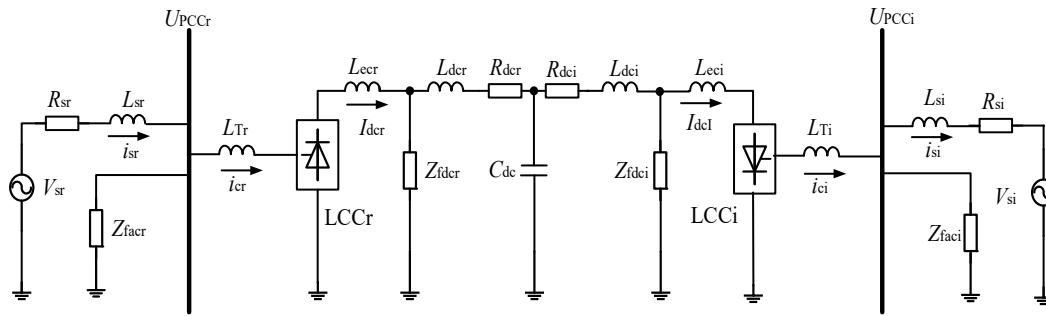 UPCCr
UPCCi
Lecr
Ldcr
Rdcr
Rdci
Ldci
Leci
Rsr
Lsr
Idcr
IdcI
Lsi
Rsi
LTr
LTi
isr
isi
icr
ici
Vsr
Zfacr
LCCr
Zfdcr
Cdc
Zfdci
LCCi
Zfaci
Vsi